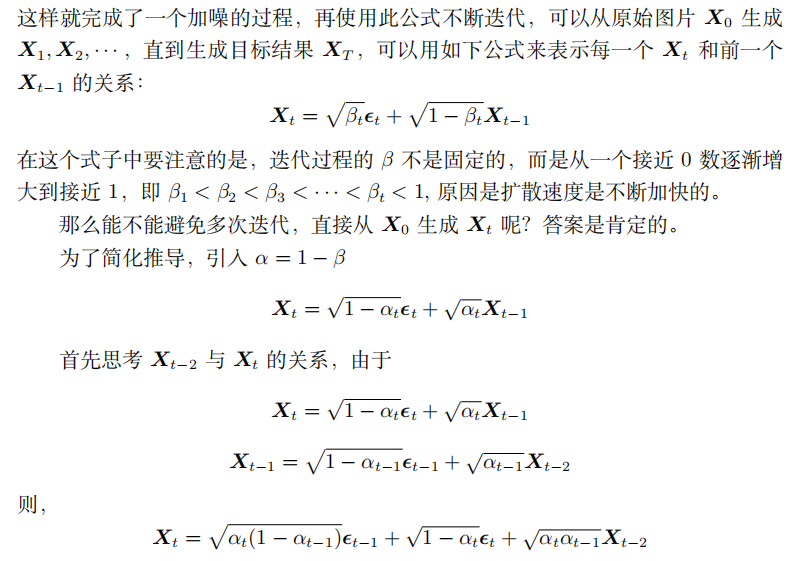 这样就完成了一个加噪的过程，再使用此公式不断迭代，可以从原始图片 X₀ 生成
X₁, X₂, ⋯，直到生成目标结果 X_T，可以用如下公式来表示每一个 X_t 和前一个
X_{t−1} 的关系：
X_t = √(β_t)ϵ_t + √(1 − β_t)X_{t−1}
在这个式子中要注意的是，迭代过程的 β 不是固定的，而是从一个接近 0 数逐渐增
大到接近 1，即 β₁ < β₂ < β₃ < ⋯ < β_t < 1, 原因是扩散速度是不断加快的。
那么能不能避免多次迭代，直接从 X₀ 生成 X_t 呢？答案是肯定的。
为了简化推导，引入 α = 1 − β
X_t = √(1 − α_t)ϵ_t + √(α_t)X_{t−1}
首先思考 X_{t−2} 与 X_t 的关系，由于
X_t = √(1 − α_t)ϵ_t + √(α_t)X_{t−1}
X_{t−1} = √(1 − α_{t−1})ϵ_{t−1} + √(α_{t−1})X_{t−2}
则，
X_t = √(α_t(1 − α_{t−1}))ϵ_{t−1} + √(1 − α_t)ϵ_t + √(α_tα_{t−1})X_{t−2}